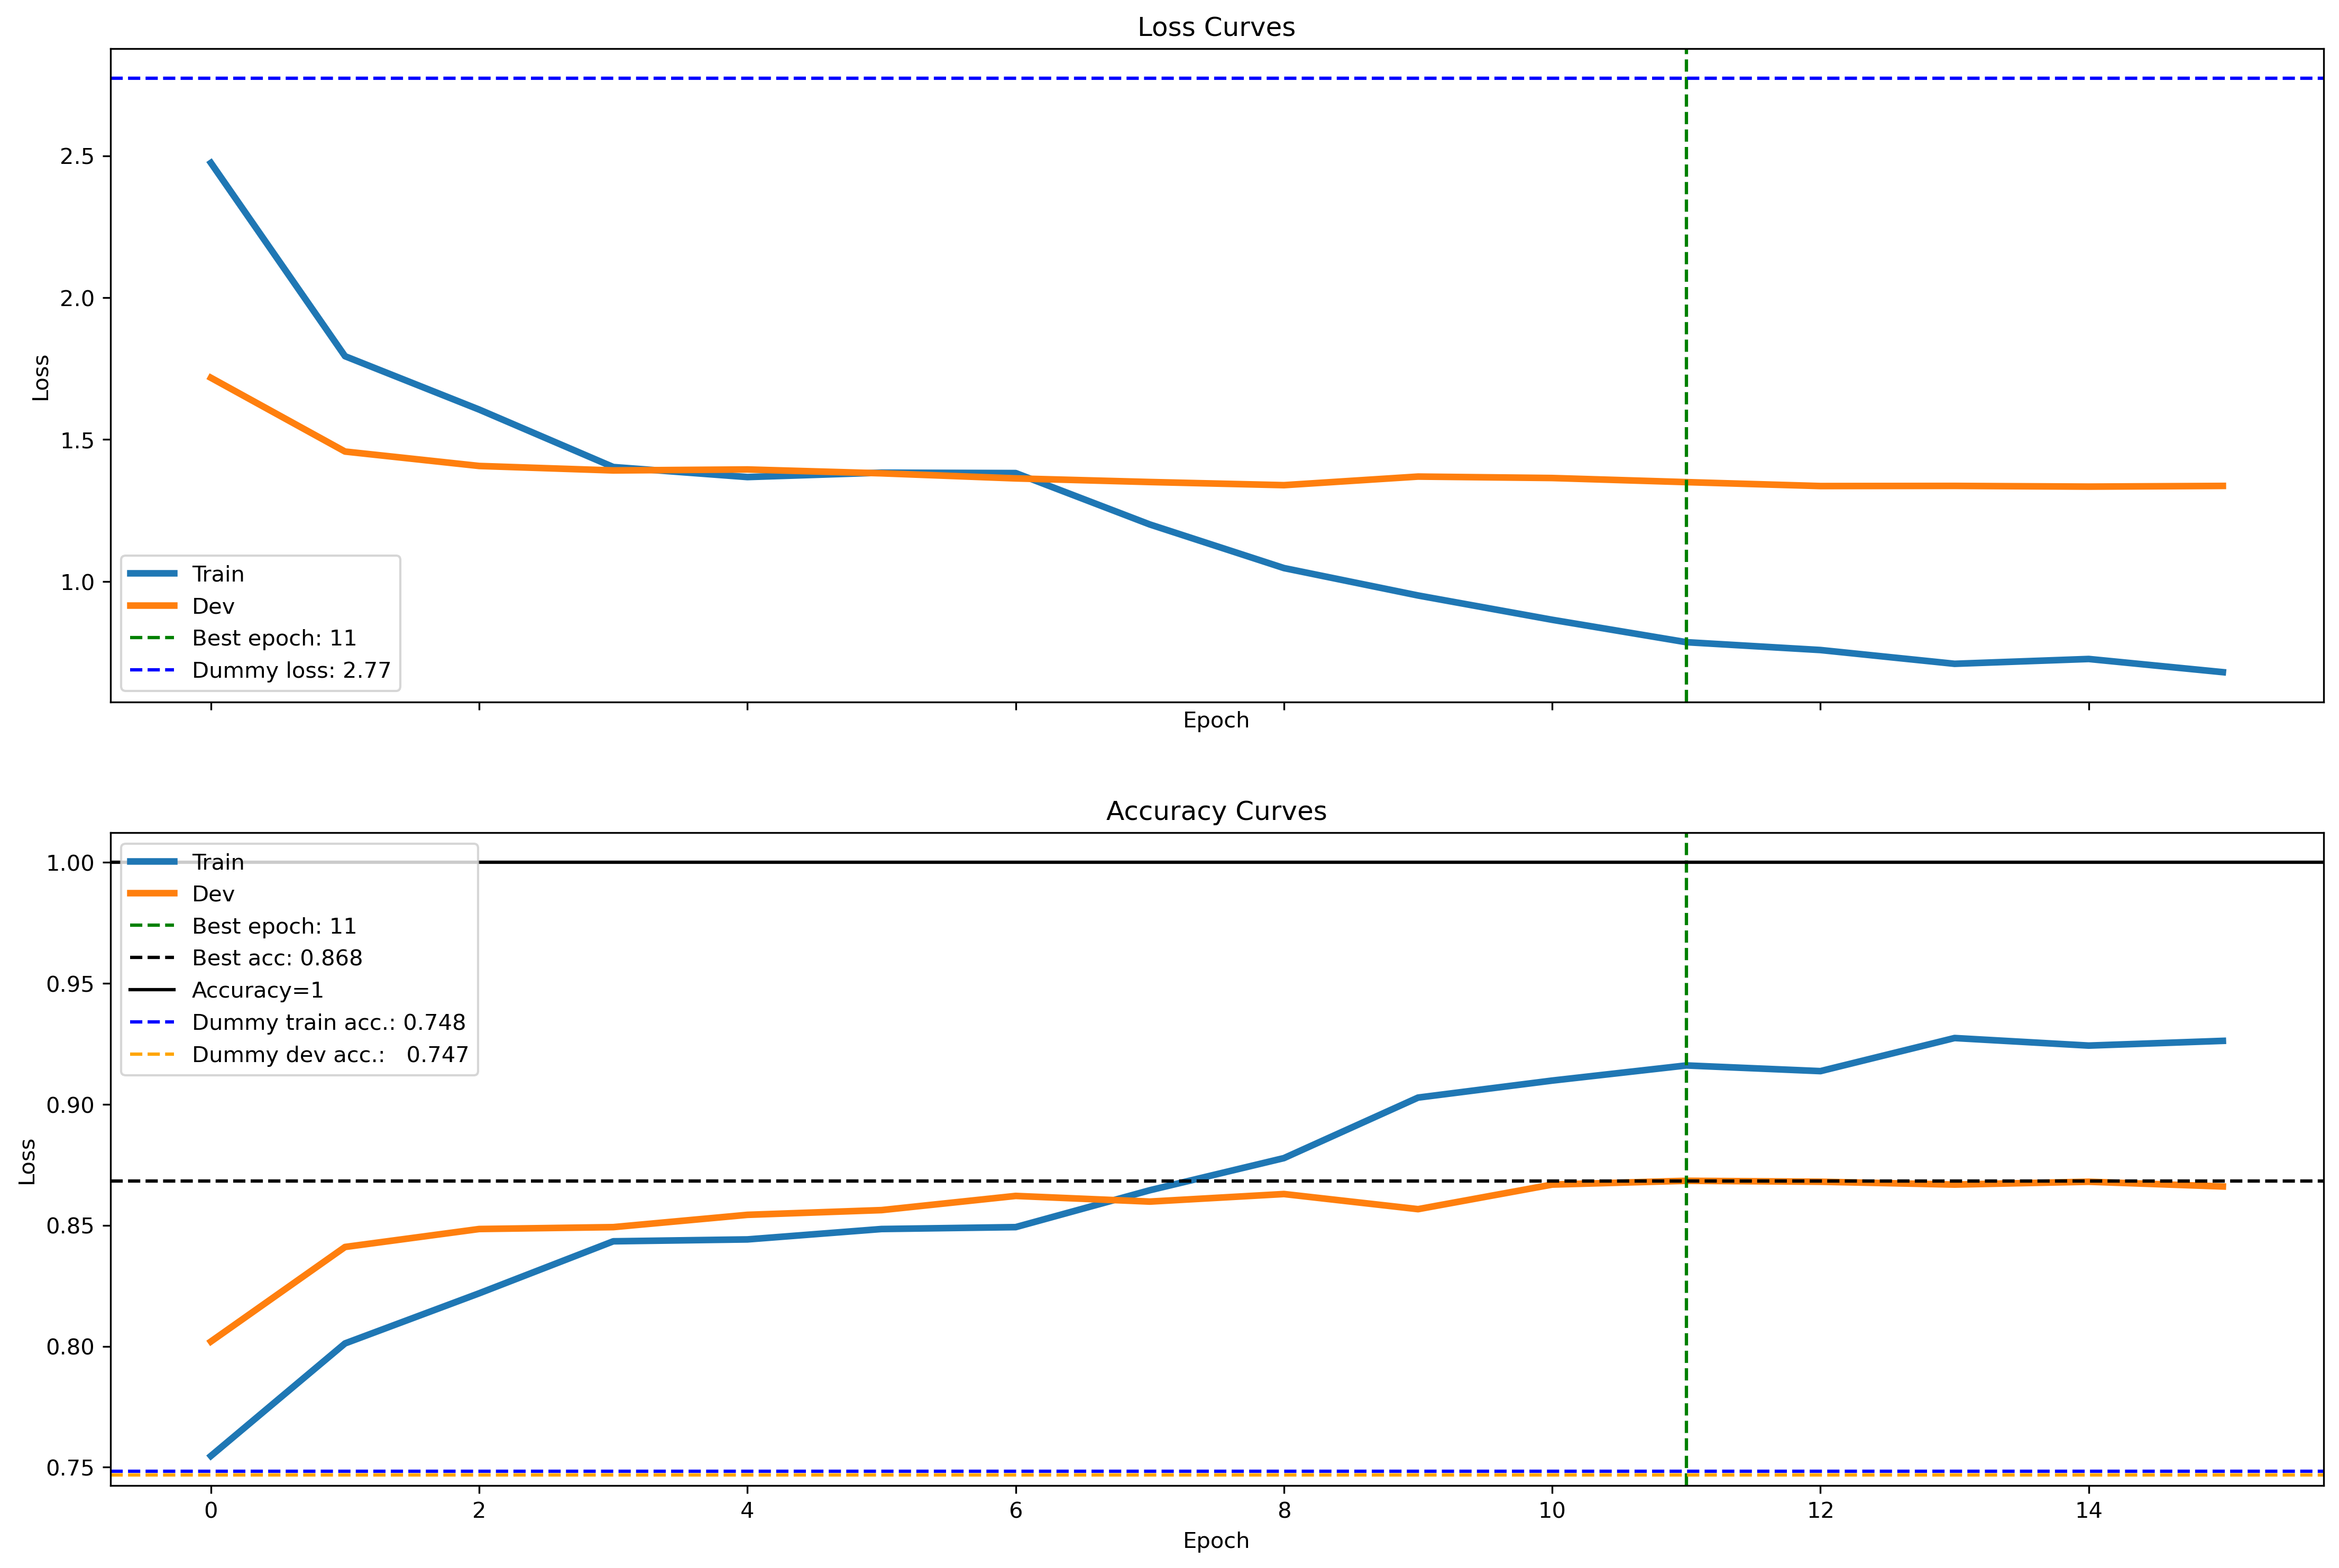 Loss Curves
2.5
2.0
1.5
1.0
Loss
Train
Dev
Best epoch: 11
Dummy loss: 2.77
Epoch
Accuracy Curves
1.00
0.95
0.90
0.85
0.80
0.75
Loss
Train
Dev
Best epoch: 11
Best acc: 0.868
Accuracy=1
Dummy train acc.: 0.748
Dummy dev acc.:   0.747
0 2 4 6 8 10 12 14
Epoch